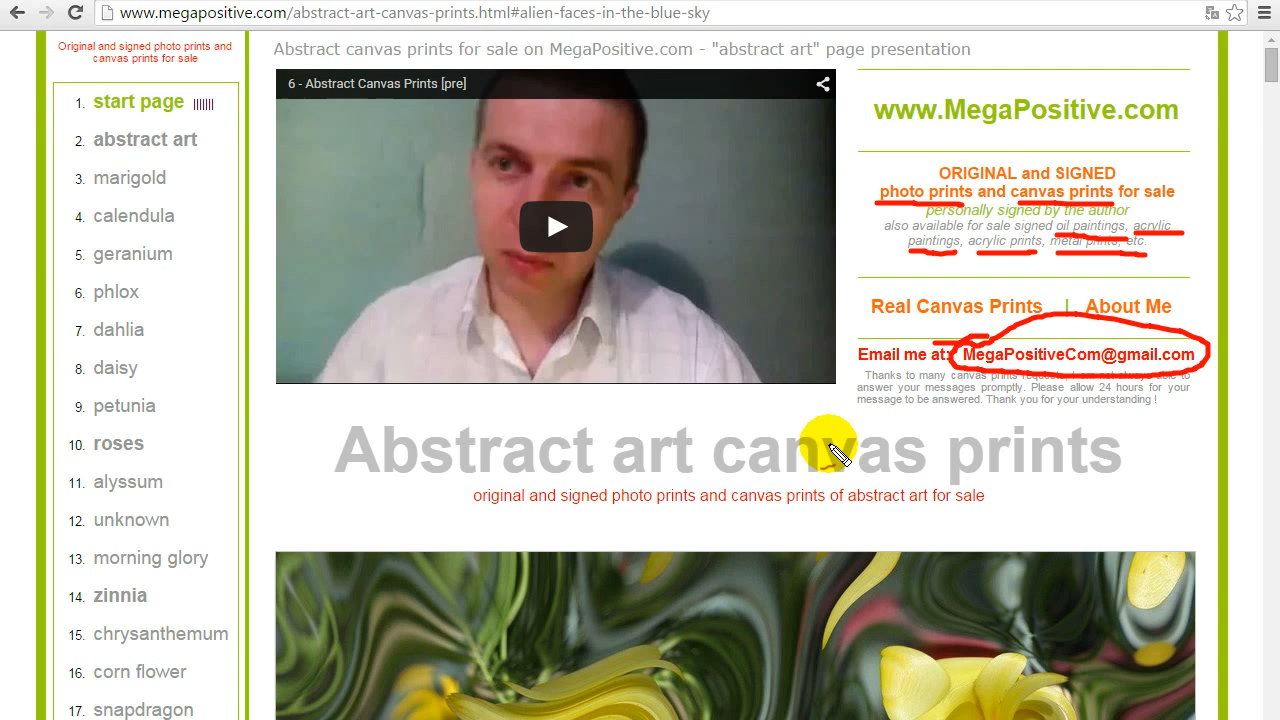 www.megapositive.com/abstract-art-canvas-prints.html#alien-faces-in-the-blue-sky
Original and signed photo prints and
canvas prints for sale
1. start page |||||||
2. abstract art
3. marigold
4. calendula
5. geranium
6. phlox
7. dahlia
8. daisy
9. petunia
10. roses
11. alyssum
12. unknown
13. morning glory
14. zinnia
15. chrysanthemum
16. corn flower
17. snapdragon
Abstract canvas prints for sale on MegaPositive.com - "abstract art" page presentation
6 - Abstract Canvas Prints [pre]
www.MegaPositive.com
ORIGINAL and SIGNED
photo prints and canvas prints for sale
personally signed by the author
also available for sale signed oil paintings, acrylic
paintings, acrylic prints, metal prints, etc.
Real Canvas Prints | About Me
Email me at: MegaPositiveCom@gmail.com
Thanks to many canvas prints requests, I am not always able to
answer your messages promptly. Please allow 24 hours for your
message to be answered. Thank you for your understanding !
Abstract art canvas prints
original and signed photo prints and canvas prints of abstract art for sale